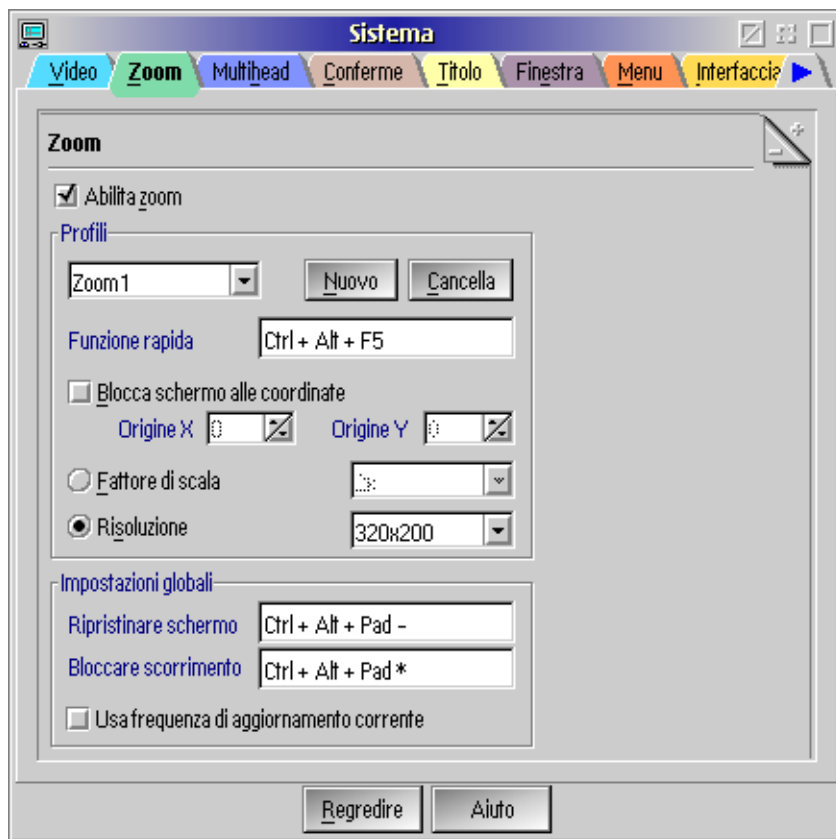 Sistema
Video Zoom Multihead Conferme Titolo Finestra Menu Interfaccia
Zoom
Abilita zoom
Profili
Zoom1 Nuovo Cancella
Funzione rapida Ctrl + Alt + F5
Blocca schermo alle coordinate
Origine X 0 Origine Y 0
Fattore di scala
Risoluzione 320x200
Impostazioni globali
Ripristinare schermo Ctrl + Alt + Pad -
Bloccare scorrimento Ctrl + Alt + Pad *
Usa frequenza di aggiornamento corrente
Regredire Aiuto